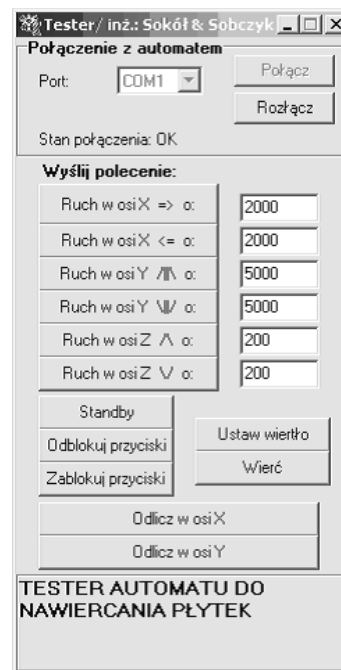 Tester/ inż.: Sokół & Sobczyk
Połączenie z automatem
Port: COM1 Połącz
Rozłącz
Stan połączenia: OK
Wyślij polecenie:
Ruch w osi X => o: 2000
Ruch w osi X <= o: 2000
Ruch w osi Y /|\ o: 5000
Ruch w osi Y \|/ o: 5000
Ruch w osi Z /\ o: 200
Ruch w osi Z \/ o: 200
Standby
Odblokuj przyciski
Zablokuj przyciski
Ustaw wiertło
Wierć
Odlicz w osi X
Odlicz w osi Y
TESTER AUTOMATU DO
NAWIERCANIA PŁYTEK